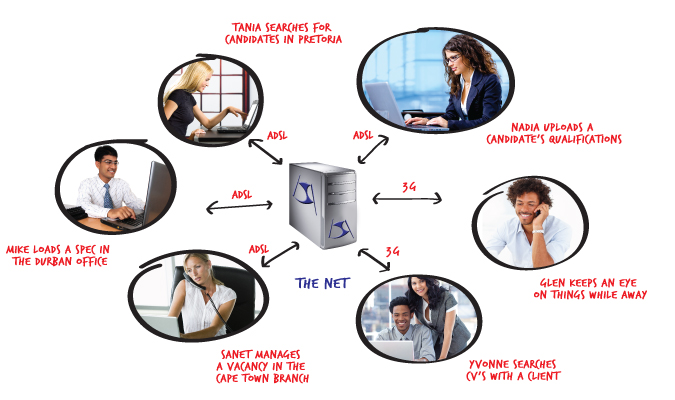 TANIA SEARCHES FOR
CANDIDATES IN PRETORIA
NADIA UPLOADS A
CANDIDATE'S QUALIFICATIONS
ADSL
ADSL
ADSL
3G
MIKE LOADS A SPEC IN
THE DURBAN OFFICE
ADSL
3G
THE NET
GLEN KEEPS AN EYE
ON THINGS WHILE AWAY
SANET MANAGES
A VACANCY IN THE
CAPE TOWN BRANCH
YVONNE SEARCHES
CV'S WITH A CLIENT